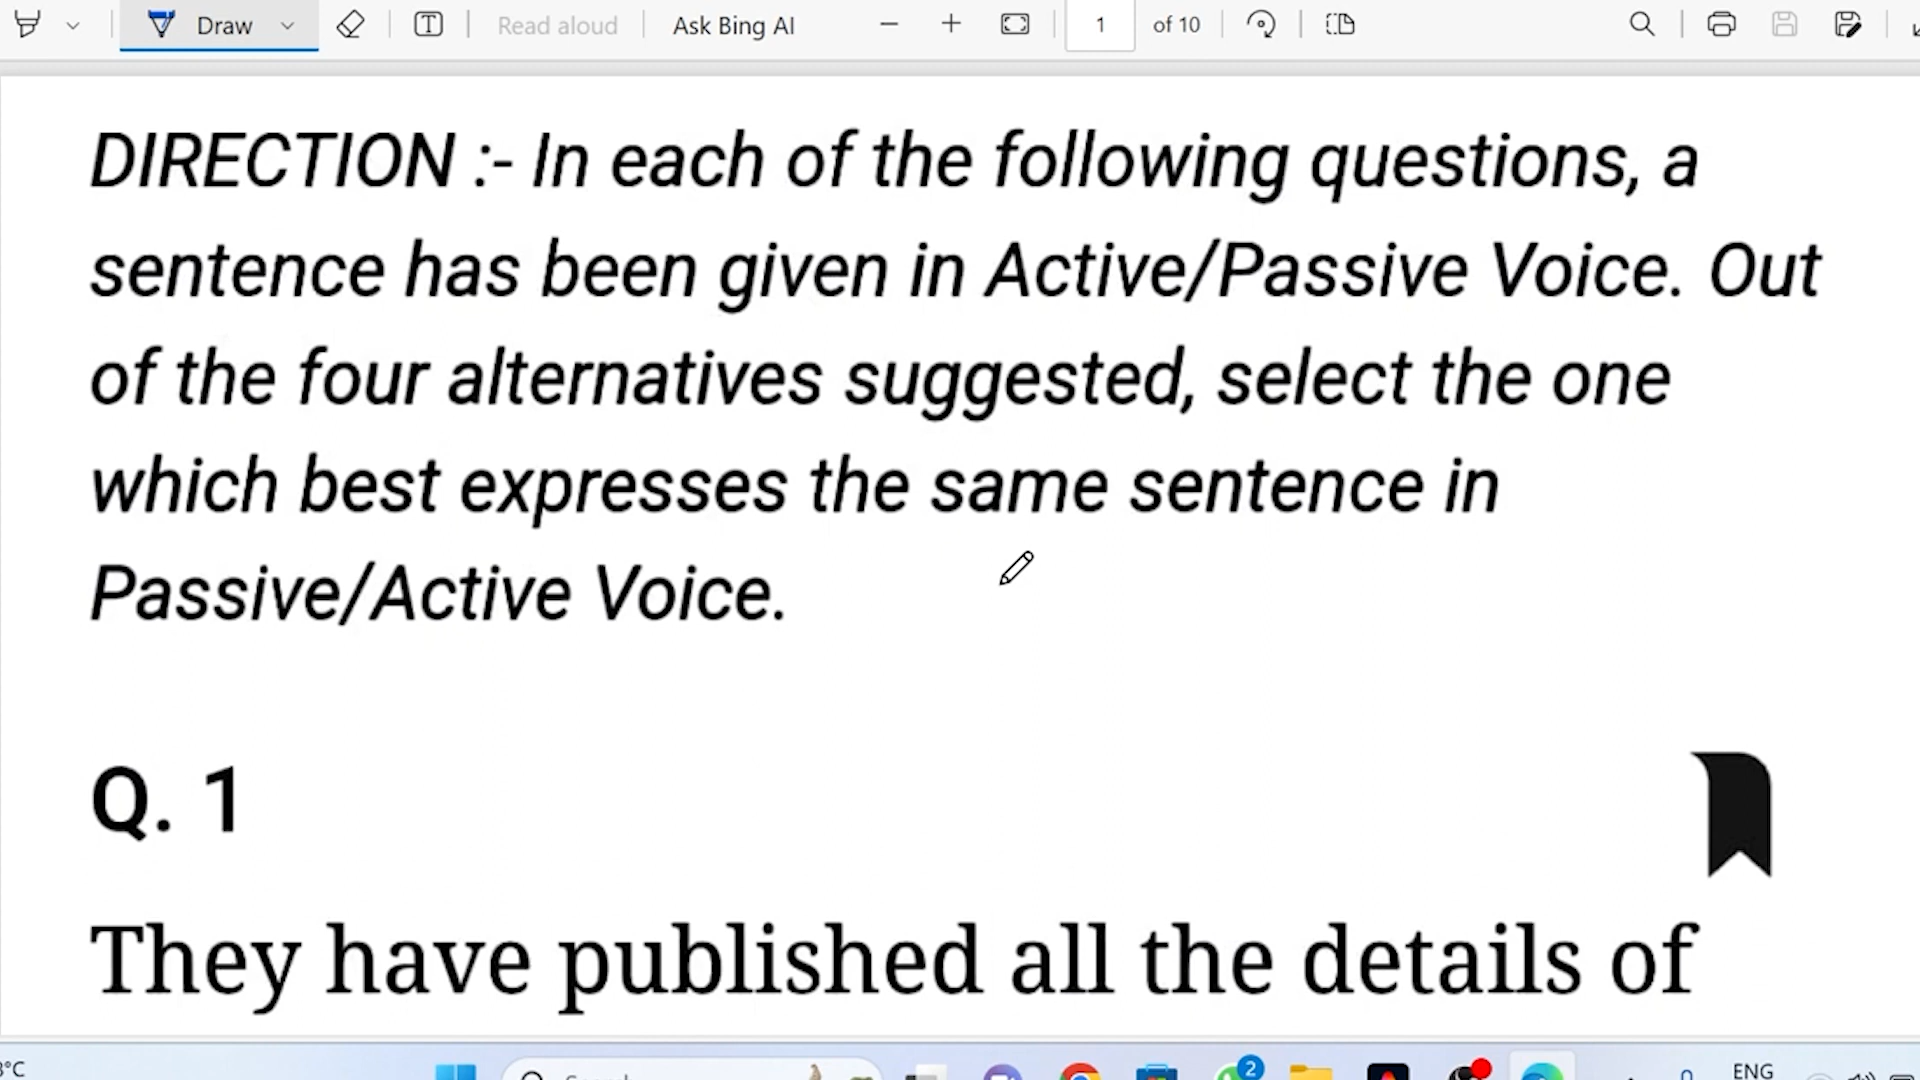 Draw Read aloud Ask Bing AI 1 of 10
DIRECTION :- In each of the following questions, a
sentence has been given in Active/Passive Voice. Out
of the four alternatives suggested, select the one
which best expresses the same sentence in
Passive/Active Voice.
Q. 1
They have published all the details of
°C
2
ENG